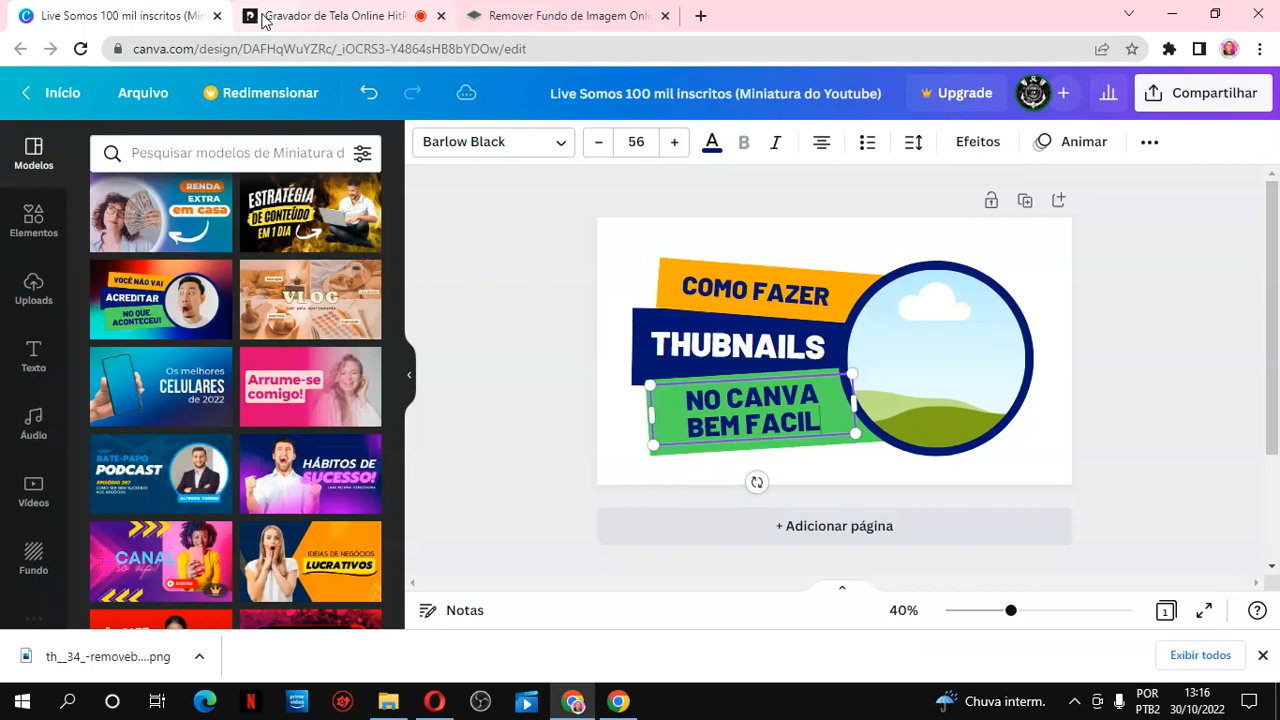 Live Somos 100 mil inscritos (Min
Gravador de Tela Online HitP
Remover Fundo de Imagem Onli
canva.com/design/DAFHqWuYZRc/_iOCRS3-Y4864sHB8bYDOw/edit
Início
Arquivo
Redimensionar
Live Somos 100 mil inscritos (Miniatura do Youtube)
Upgrade
Compartilhar
Modelos
Elementos
Uploads
Texto
Áudio
Vídeos
Fundo
Pesquisar modelos de Miniatura d
Barlow Black
56
A
B
I
Efeitos
Animar
RENDA
EXTRA
em casa
ESTRATÉGIA
DE CONTEÚDO
EM 1 DIA
VOCÊ NÃO VAI
ACREDITAR
NO QUE
ACONTECEU!
VLOG
Os melhores
CELULARES
de 2022
Arrume-se
comigo!
BATE-PAPO
PODCAST
HÁBITOS DE
SUCESSO!
CANAL
IDEIAS DE NEGÓCIOS
LUCRATIVOS
COMO FAZER
THUBNAILS
NO CANVA
BEM FACIL
+ Adicionar página
Notas
40%
1
th__34_-removeb....png
Exibir todos
Chuva interm.
POR
PTB2
13:16
30/10/2022